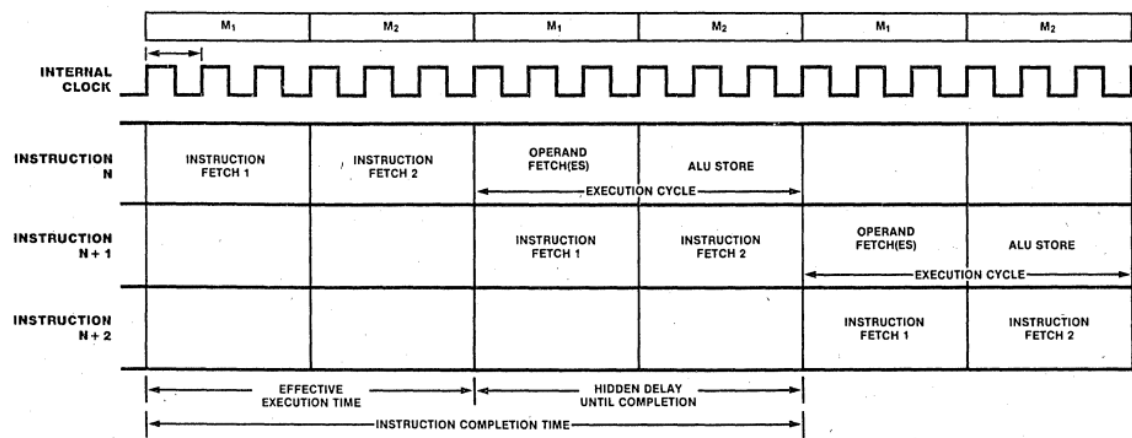 M1 M2 M1 M2 M1 M2
INTERNAL
CLOCK
INSTRUCTION
N
INSTRUCTION
FETCH 1
INSTRUCTION
FETCH 2
OPERAND
FETCH(ES)
ALU STORE
EXECUTION CYCLE
INSTRUCTION
N + 1
INSTRUCTION
FETCH 1
INSTRUCTION
FETCH 2
OPERAND
FETCH(ES)
ALU STORE
EXECUTION CYCLE
INSTRUCTION
N + 2
INSTRUCTION
FETCH 1
INSTRUCTION
FETCH 2
EFFECTIVE
EXECUTION TIME
HIDDEN DELAY
UNTIL COMPLETION
INSTRUCTION COMPLETION TIME